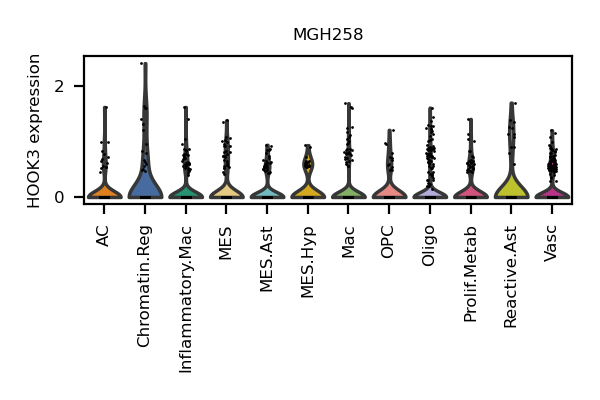 MGH258
HOOK3 expression
2
0
AC
Chromatin.Reg
Inflammatory.Mac
MES
MES.Ast
MES.Hyp
Mac
OPC
Oligo
Prolif.Metab
Reactive.Ast
Vasc